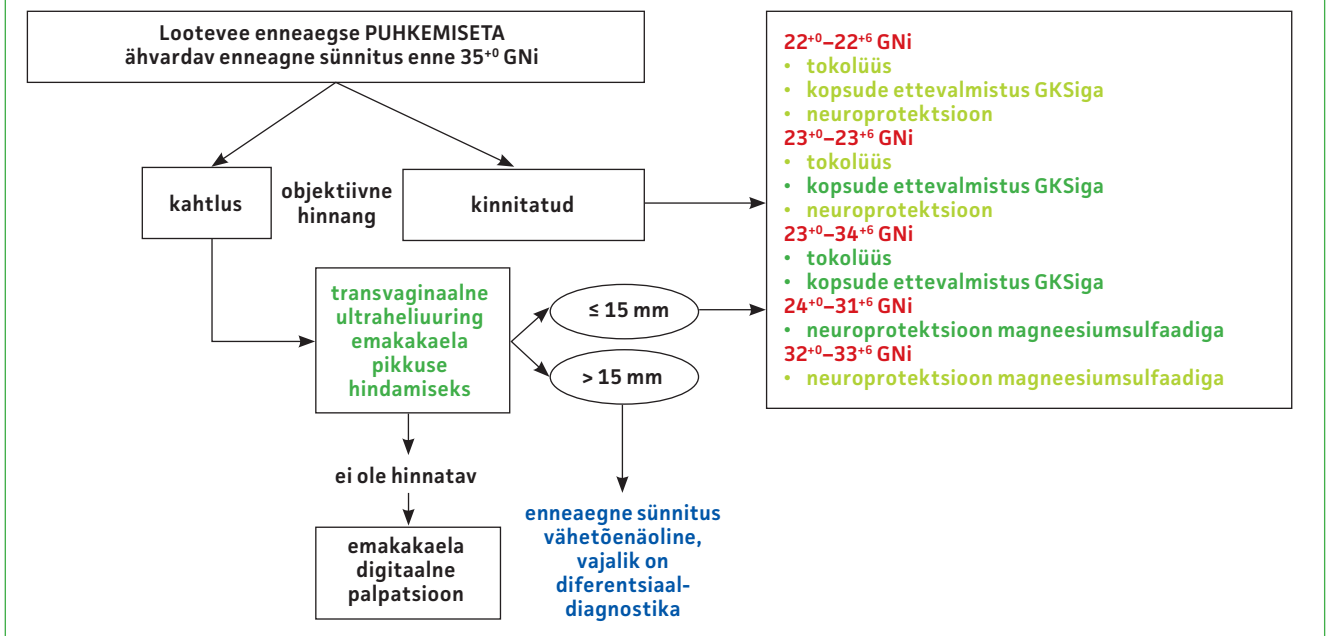 Lootevee enneaegse PUHKEMISETA
ähvardav enneagne sünnitus enne 35⁺⁰ GNi
kahtlus
objektiivne
hinnang
kinnitatud
transvaginaalne
ultraheliuuring
emakakaela
pikkuse
hindamiseks
≤ 15 mm
> 15 mm
ei ole hinnatav
emakakaela
digitaalne
palpatsioon
enneaegne sünnitus
vähetõenäoline,
vajalik on
diferentsiaal-
diagnostika
22⁺⁰–22⁺⁶ GNi
• tokolüüs
• kopsude ettevalmistus GKSiga
• neuroprotektsioon
23⁺⁰–23⁺⁶ GNi
• tokolüüs
• kopsude ettevalmistus GKSiga
• neuroprotektsioon
23⁺⁰–34⁺⁶ GNi
• tokolüüs
• kopsude ettevalmistus GKSiga
24⁺⁰–31⁺⁶ GNi
• neuroprotektsioon magneesiumsulfaadiga
32⁺⁰–33⁺⁶ GNi
• neuroprotektsioon magneesiumsulfaadiga